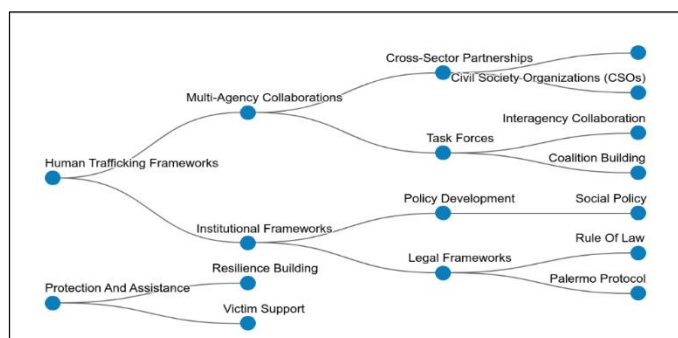 Cross-Sector Partnerships
Civil Society Organizations (CSOs)
Multi-Agency Collaborations
Interagency Collaboration
Task Forces
Coalition Building
Human Trafficking Frameworks
Policy Development
Social Policy
Institutional Frameworks
Rule Of Law
Legal Frameworks
Resilience Building
Palermo Protocol
Protection And Assistance
Victim Support